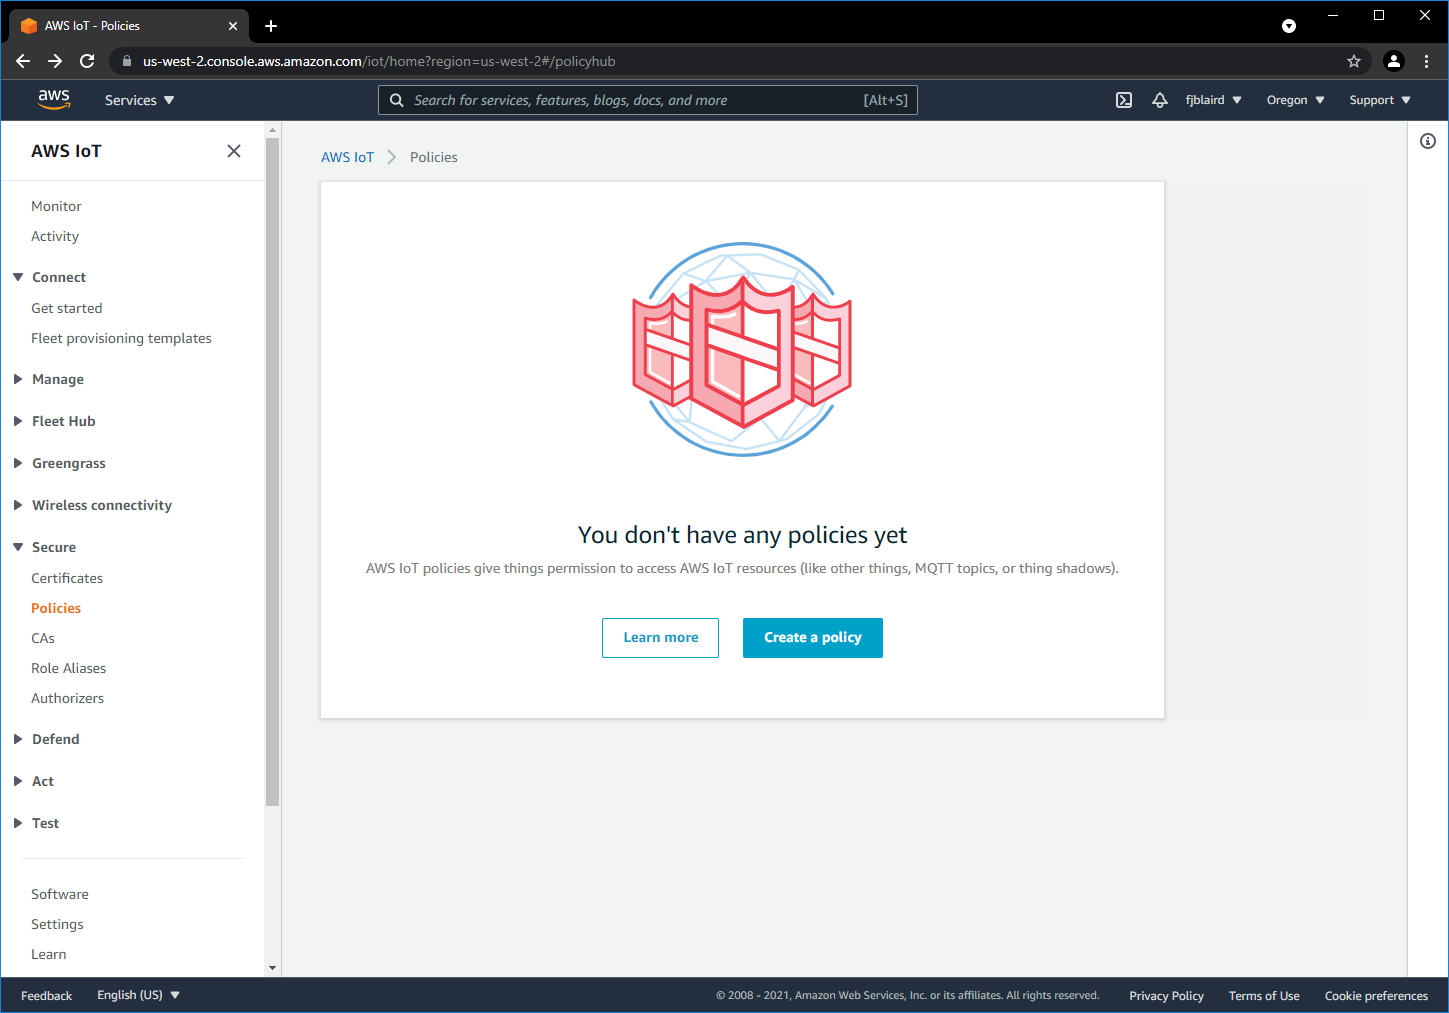 AWS IoT - Policies
us-west-2.console.aws.amazon.com/iot/home?region=us-west-2#/policyhub
aws Services Search for services, features, blogs, docs, and more [Alt+S] fjblaird Oregon Support
AWS IoT
Monitor
Activity
Connect
Get started
Fleet provisioning templates
Manage
Fleet Hub
Greengrass
Wireless connectivity
Secure
Certificates
Policies
CAs
Role Aliases
Authorizers
Defend
Act
Test
Software
Settings
Learn
AWS IoT Policies
You don't have any policies yet
AWS IoT policies give things permission to access AWS IoT resources (like other things, MQTT topics, or thing shadows).
Learn more Create a policy
Feedback English (US) © 2008 - 2021, Amazon Web Services, Inc. or its affiliates. All rights reserved. Privacy Policy Terms of Use Cookie preferences